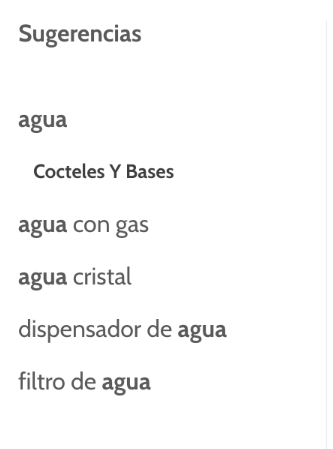 Sugerencias
agua
Cocteles Y Bases
agua con gas
agua cristal
dispensador de agua
filtro de agua